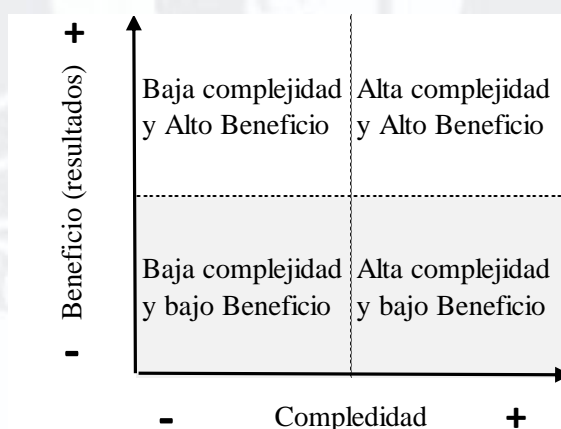 +
Beneficio (resultados)
-
Baja complejidad
y Alto Beneficio
Alta complejidad
y Alto Beneficio
Baja complejidad
y bajo Beneficio
Alta complejidad
y bajo Beneficio
- Compledidad +